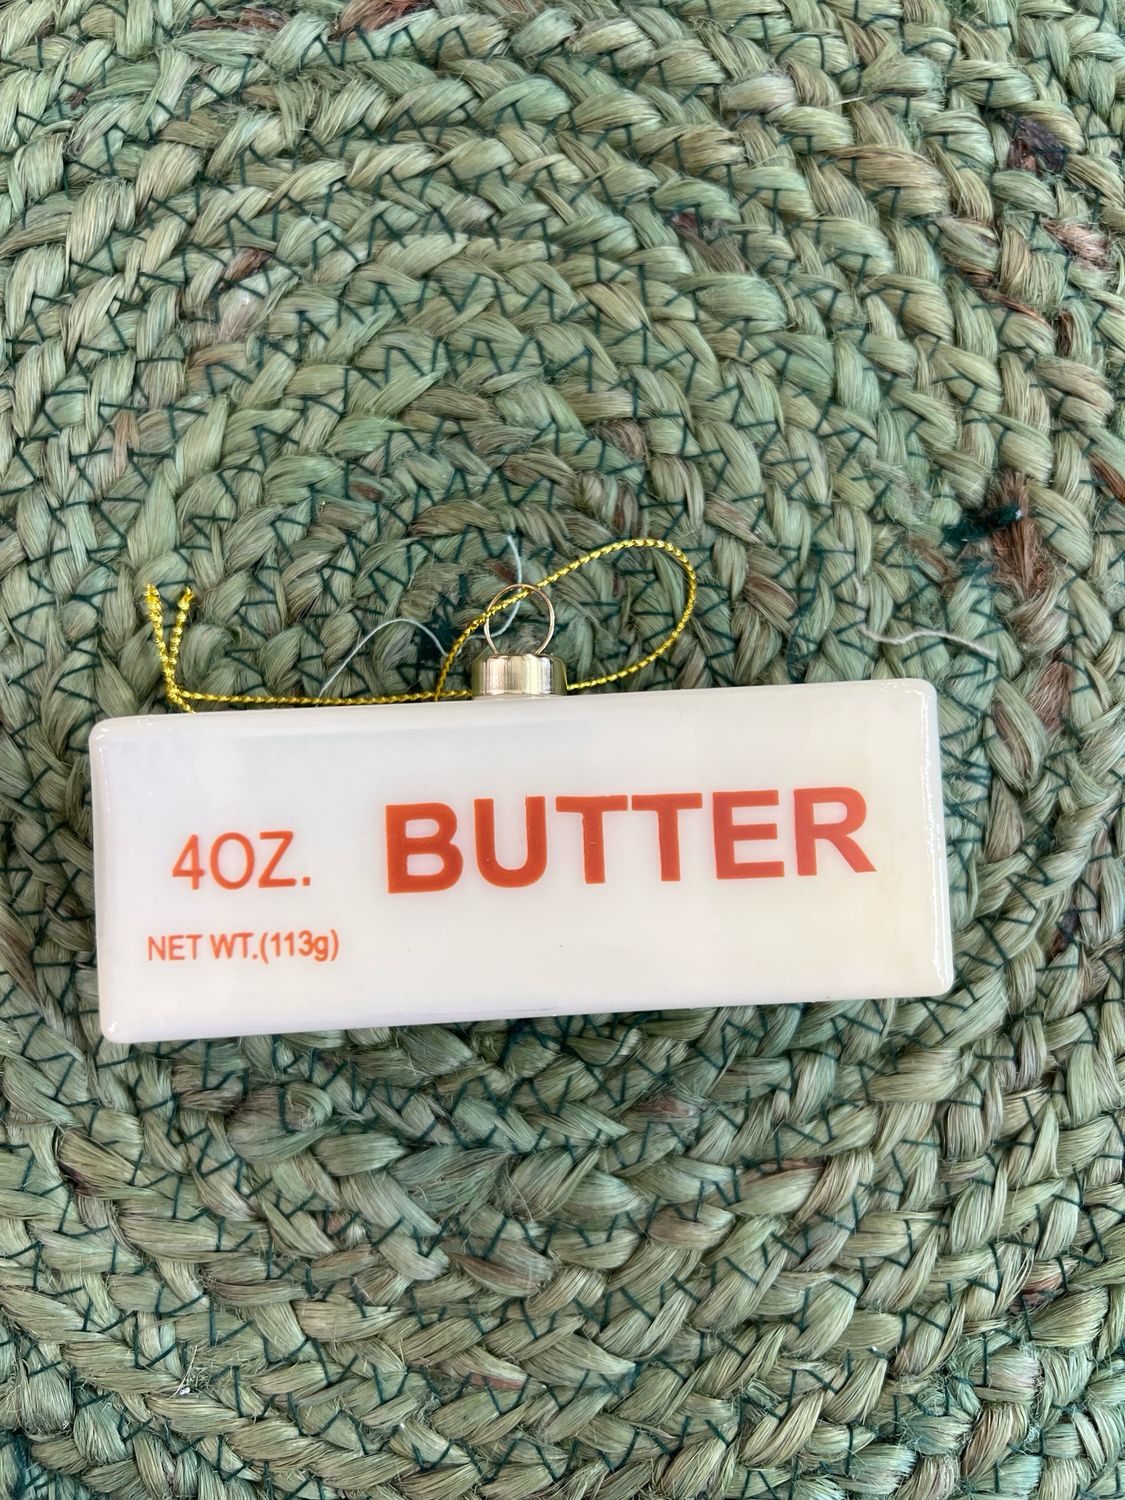 4OZ. BUTTER
NET WT.(113g)